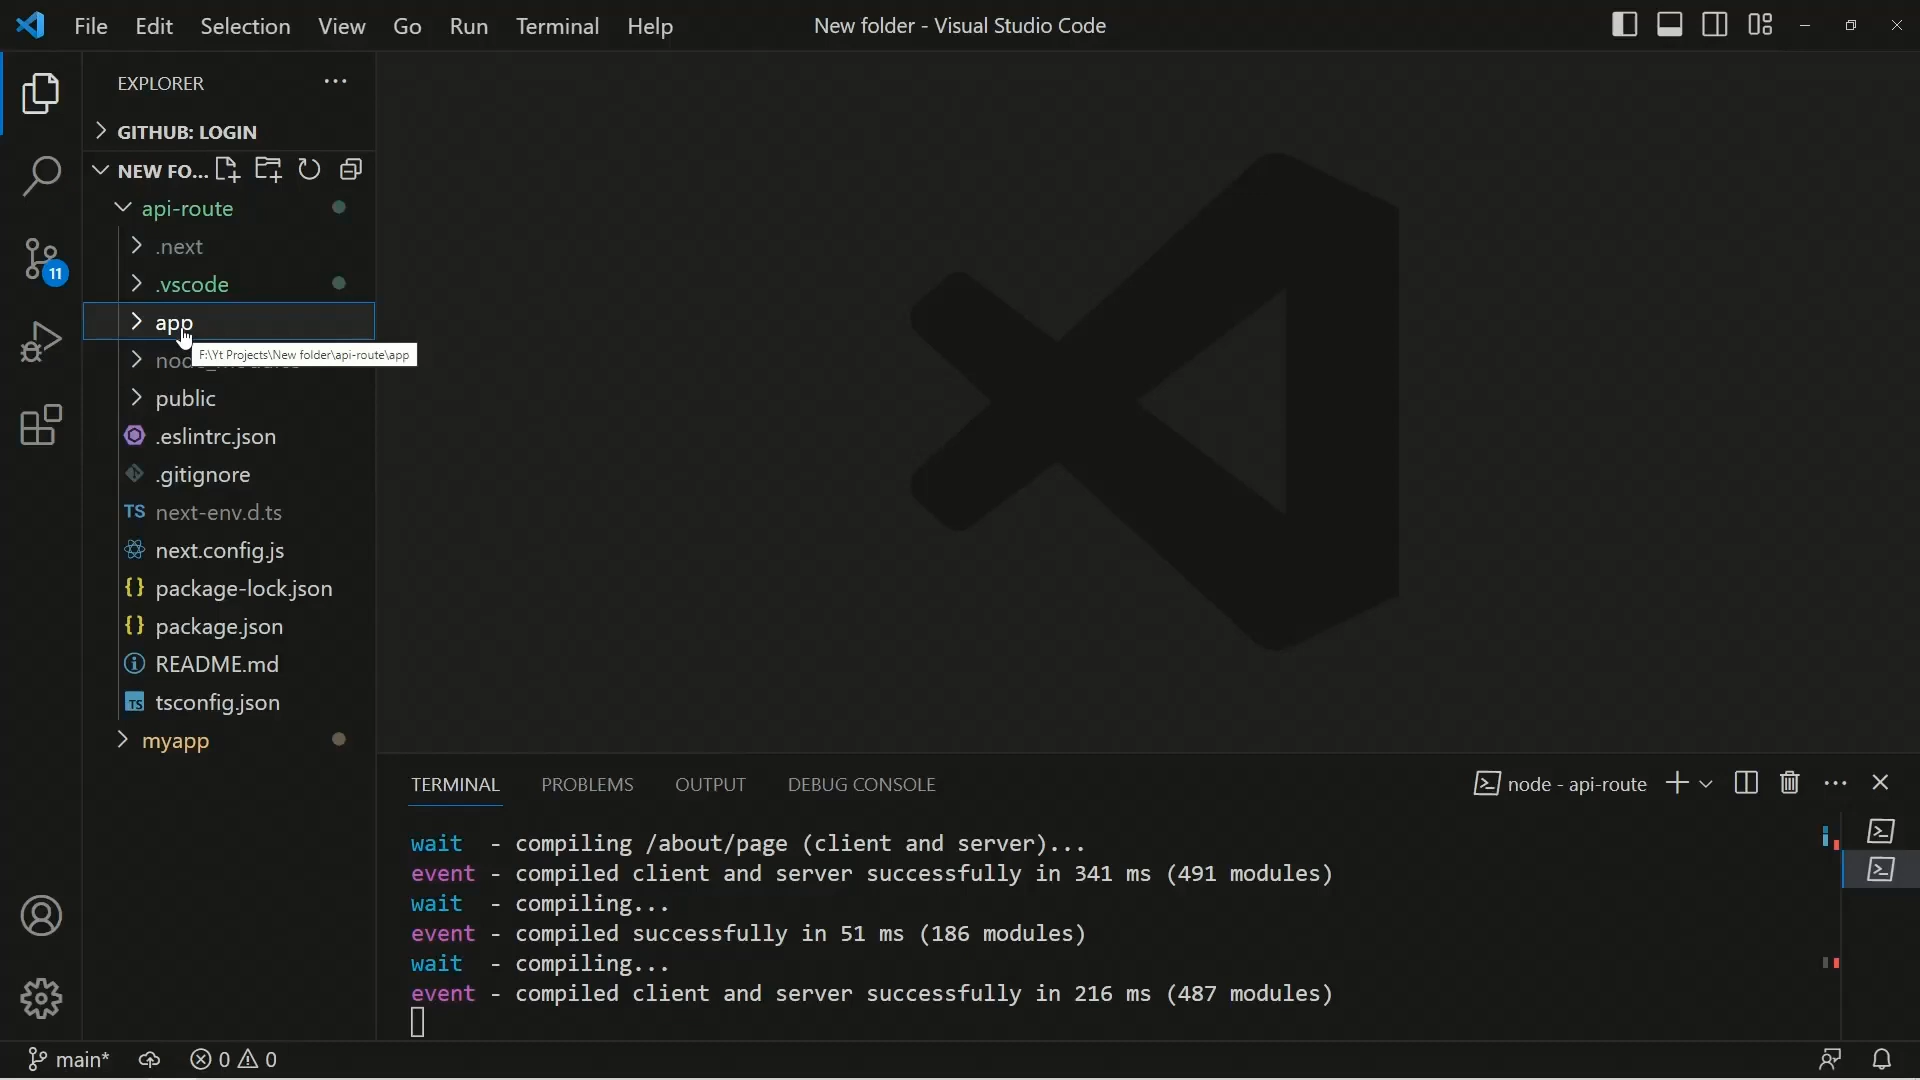 File Edit Selection View Go Run Terminal Help New folder - Visual Studio Code
EXPLORER
GITHUB: LOGIN
NEW FO...
api-route
.next
.vscode
app
F:\Yt Projects\New folder\api-route\app
public
.eslintrc.json
.gitignore
TS next-env.d.ts
next.config.js
{} package-lock.json
{} package.json
README.md
TS tsconfig.json
myapp
11
TERMINAL PROBLEMS OUTPUT DEBUG CONSOLE node - api-route
wait - compiling /about/page (client and server)...
event - compiled client and server successfully in 341 ms (491 modules)
wait - compiling...
event - compiled successfully in 51 ms (186 modules)
wait - compiling...
event - compiled client and server successfully in 216 ms (487 modules)
main* 0 0